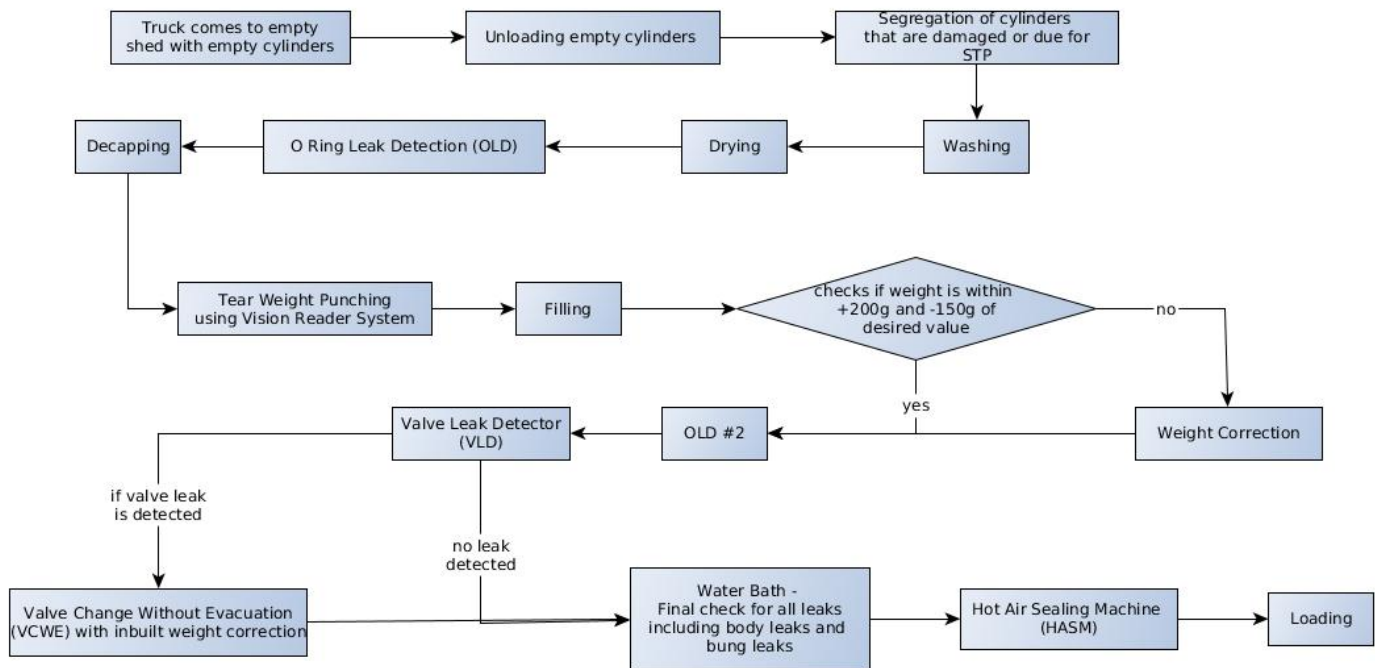 Truck comes to empty
shed with empty cylinders
Unloading empty cylinders
Segregation of cylinders
that are damaged or due for
STP
Washing
Drying
O Ring Leak Detection (OLD)
Decapping
Tear Weight Punching
using Vision Reader System
Filling
checks if weight is within
+200g and -150g of
desired value
no
yes
Weight Correction
OLD #2
Valve Leak Detector
(VLD)
if valve leak
is detected
no leak
detected
Valve Change Without Evacuation
(VCWE) with inbuilt weight correction
Water Bath -
Final check for all leaks
including body leaks and
bung leaks
Hot Air Sealing Machine
(HASM)
Loading